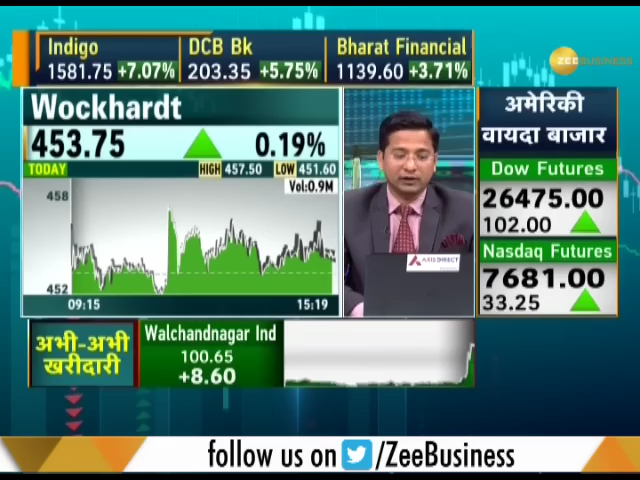 Indigo
1581.75 +7.07%
DCB Bk
203.35 +5.75%
Bharat Financial
1139.60 +3.71%
ZEE BUSINESS
Wockhardt
453.75 0.19%
TODAY HIGH 457.50 LOW 451.60
Vol:0.9M
458
452
09:15 15:19
AXIS DIRECT
अमेरिकी
वायदा बाजार
Dow Futures
26475.00
102.00
Nasdaq Futures
7681.00
33.25
अभी-अभी
खरीदारी
Walchandnagar Ind
100.65
+8.60
follow us on /ZeeBusiness